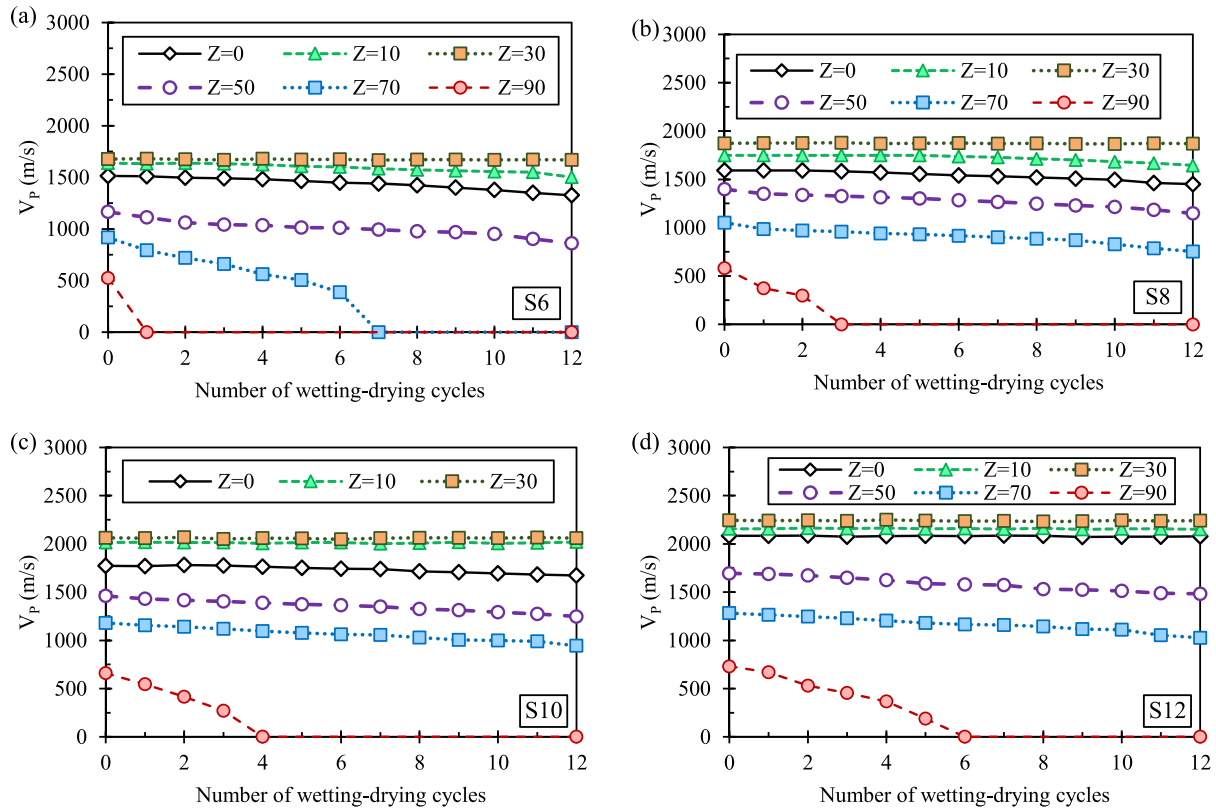 (a)
3000
2500
2000
1500
1000
500
0
V_P (m/s)
Z=0 Z=10 Z=30
Z=50 Z=70 Z=90
S6
0 2 4 6 8 10 12
Number of wetting-drying cycles
(b)
3000
2500
2000
1500
1000
500
0
V_P (m/s)
Z=0 Z=10 Z=30
Z=50 Z=70 Z=90
S8
0 2 4 6 8 10 12
Number of wetting-drying cycles
(c)
3000
2500
2000
1500
1000
500
0
V_P (m/s)
Z=0 Z=10 Z=30
S10
0 2 4 6 8 10 12
Number of wetting-drying cycles
(d)
3000
2500
2000
1500
1000
500
0
V_P (m/s)
Z=0 Z=10 Z=30
Z=50 Z=70 Z=90
S12
0 2 4 6 8 10 12
Number of wetting-drying cycles